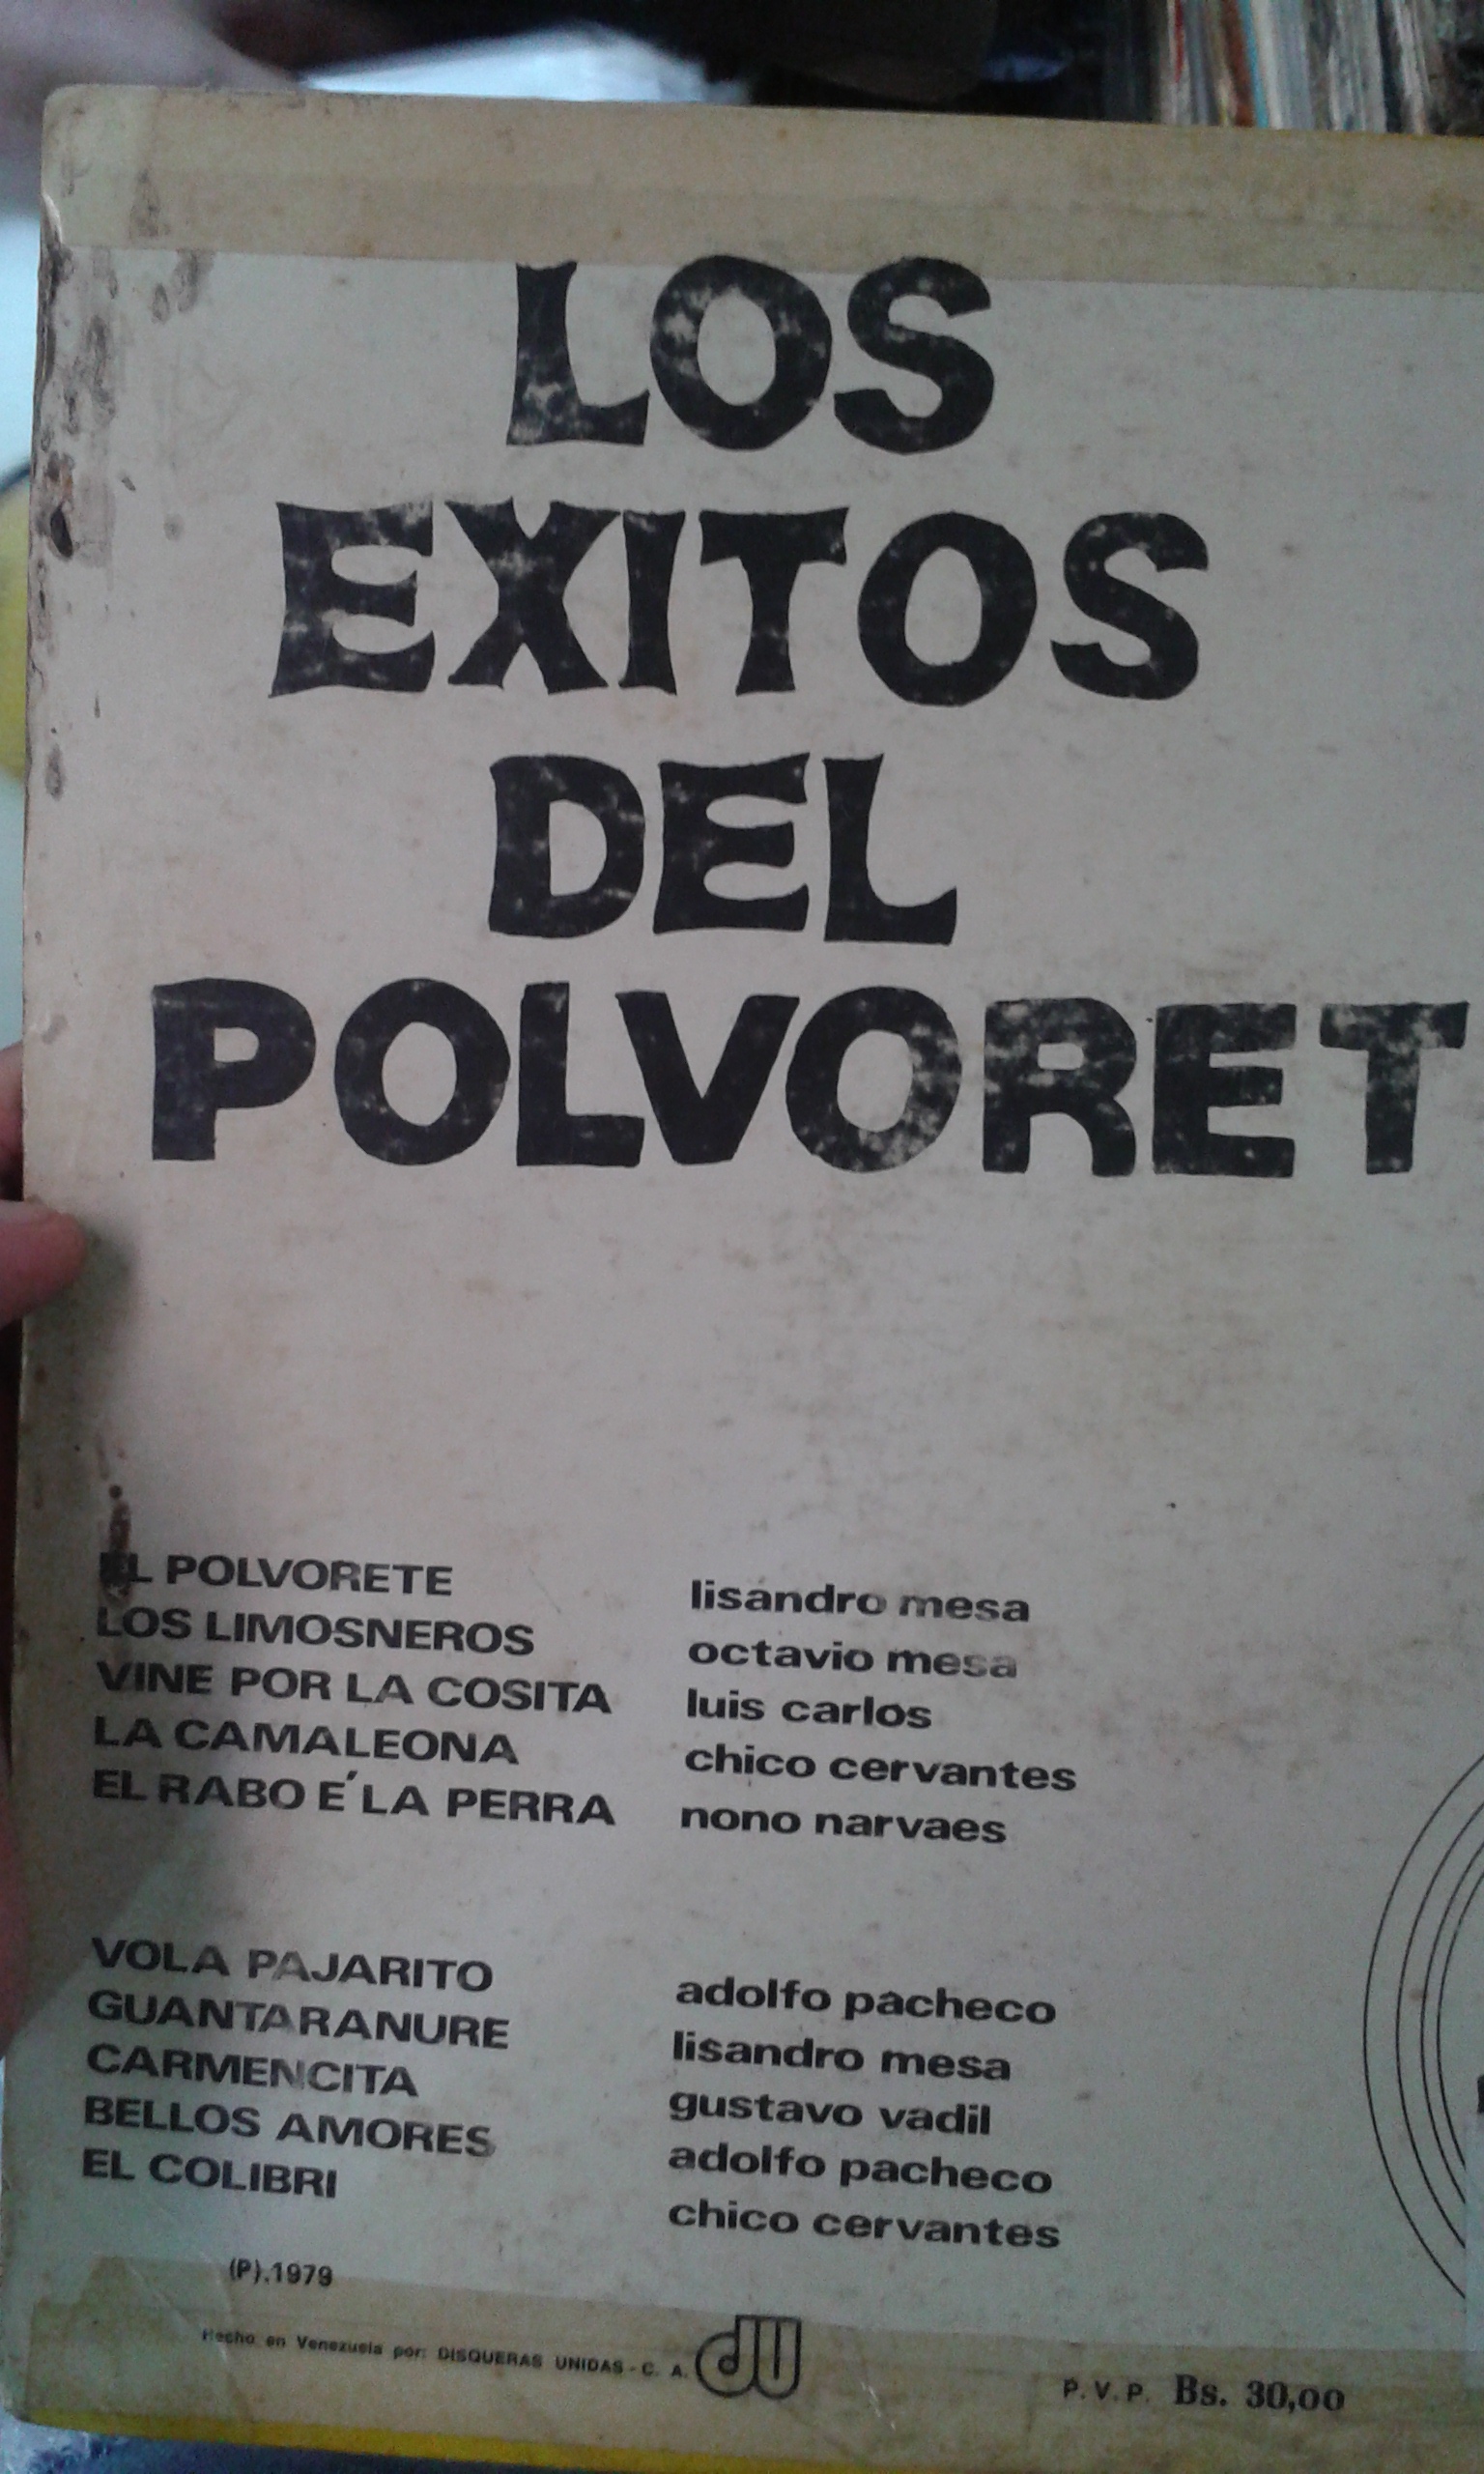 LOS
EXITOS
DEL
POLVORET
EL POLVORETE lisandro mesa
LOS LIMOSNEROS octavio mesa
VINE POR LA COSITA luis carlos
LA CAMALEONA chico cervantes
EL RABO E´LA PERRA nono narvaes
VOLA PAJARITO adolfo pacheco
GUANTARANURE lisandro mesa
CARMENCITA gustavo vadil
BELLOS AMORES adolfo pacheco
EL COLIBRI chico cervantes
(P).1979
Hecho en Venezuela por: DISQUERAS UNIDAS - C. A. du
P.V.P. Bs. 30,00